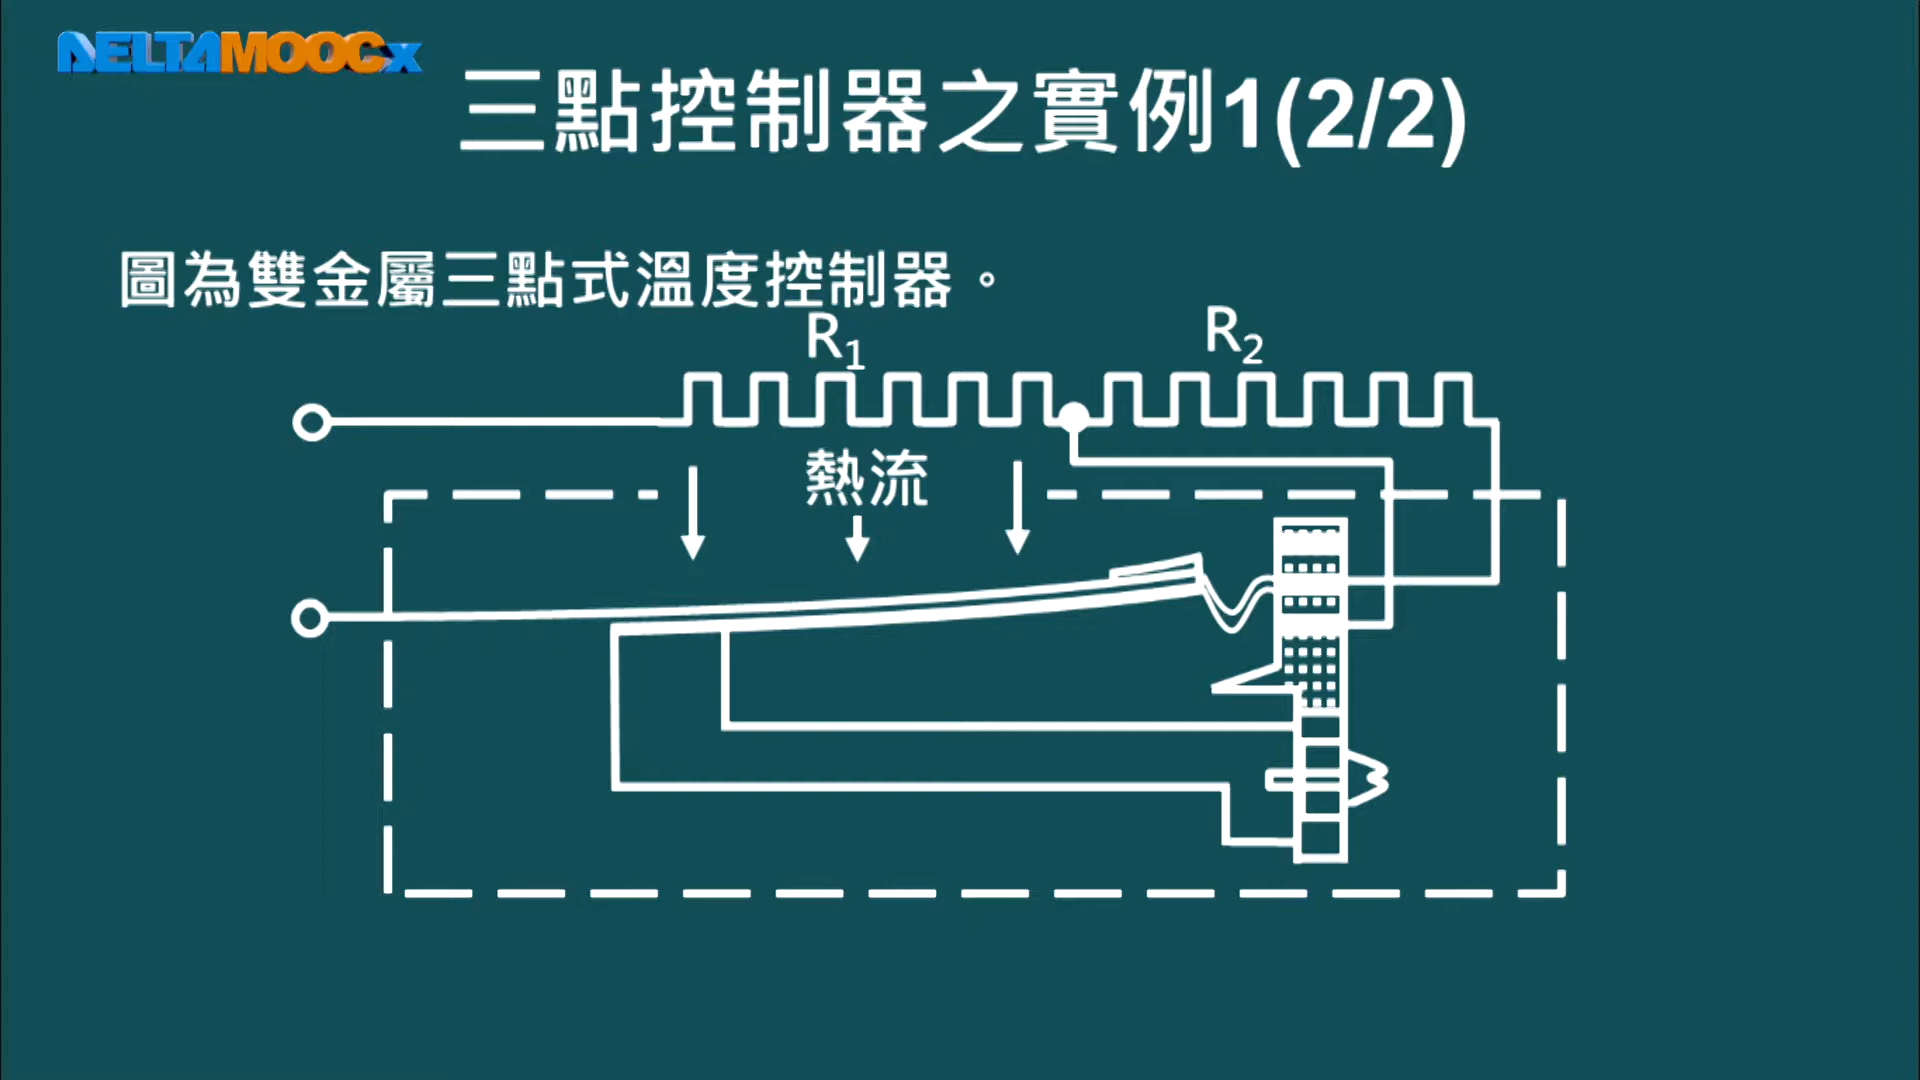 DELTAMOOCx
三點控制器之實例1(2/2)
圖為雙金屬三點式溫度控制器。
R1
R2
熱流